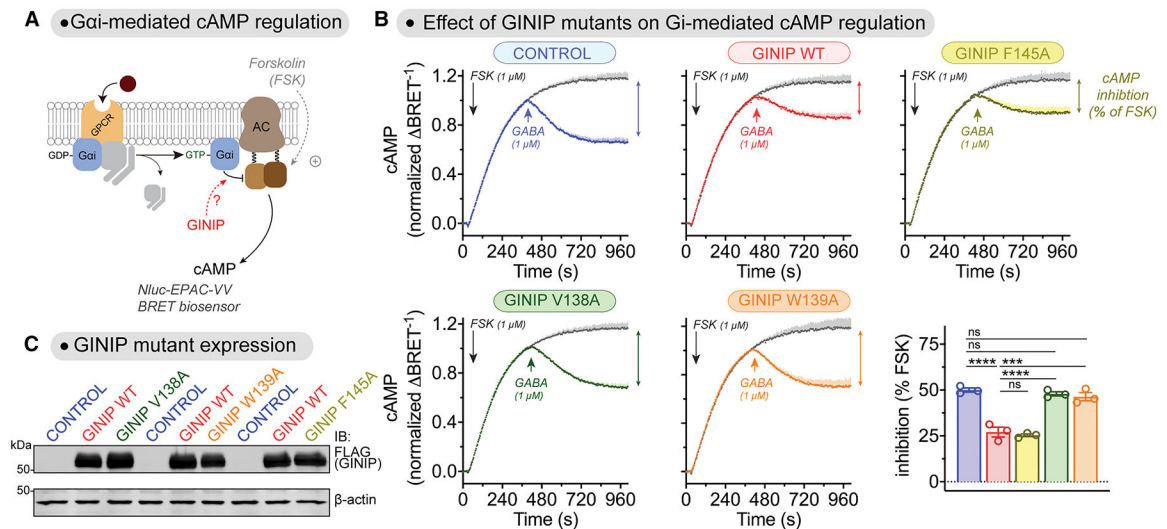 A
• Gαi-mediated cAMP regulation
Forskolin
(FSK)
GPCR
AC
GDP
Gαi
GTP
Gαi
+
?
GINIP
cAMP
Nluc-EPAC-VV
BRET biosensor
B
• Effect of GINIP mutants on Gi-mediated cAMP regulation
CONTROL
GINIP WT
GINIP F145A
cAMP
(normalized ΔBRET⁻¹)
1.2
0.8
0.4
0.0
FSK (1 µM)
GABA
(1 µM)
0 240 480 720 960
Time (s)
FSK (1 µM)
GABA
(1 µM)
0 240 480 720 960
Time (s)
FSK (1 µM)
GABA
(1 µM)
cAMP
inhibtion
(% of FSK)
0 240 480 720 960
Time (s)
GINIP V138A
GINIP W139A
cAMP
(normalized ΔBRET⁻¹)
1.2
0.8
0.4
0.0
FSK (1 µM)
GABA
(1 µM)
0 240 480 720 960
Time (s)
FSK (1 µM)
GABA
(1 µM)
0 240 480 720 960
Time (s)
inhibition (% FSK)
75
50
25
0
ns
ns
**** ***
****
ns
C
• GINIP mutant expression
CONTROL
GINIP WT
GINIP V138A
CONTROL
GINIP WT
GINIP W139A
CONTROL
GINIP WT
GINIP F145A
kDa
50
50
IB:
FLAG
(GINIP)
β-actin